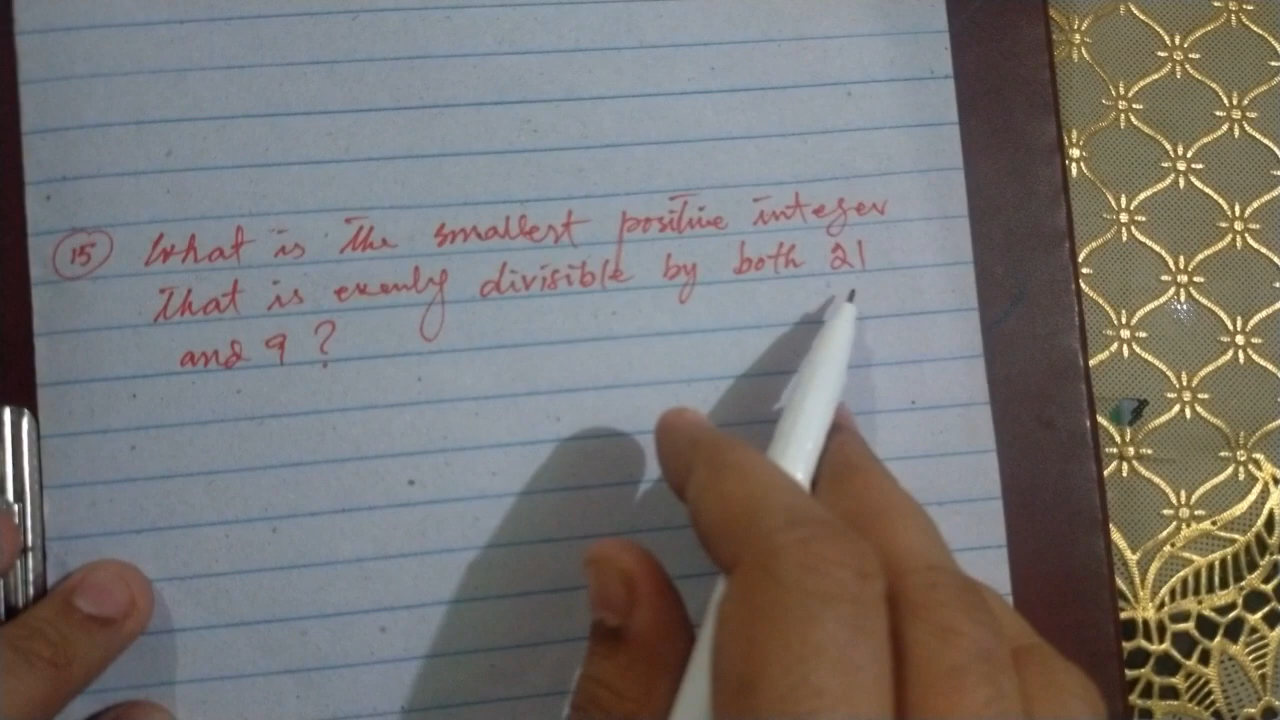 15 What is the smallest positive integer
that is evenly divisible by both 21
and 9 ?